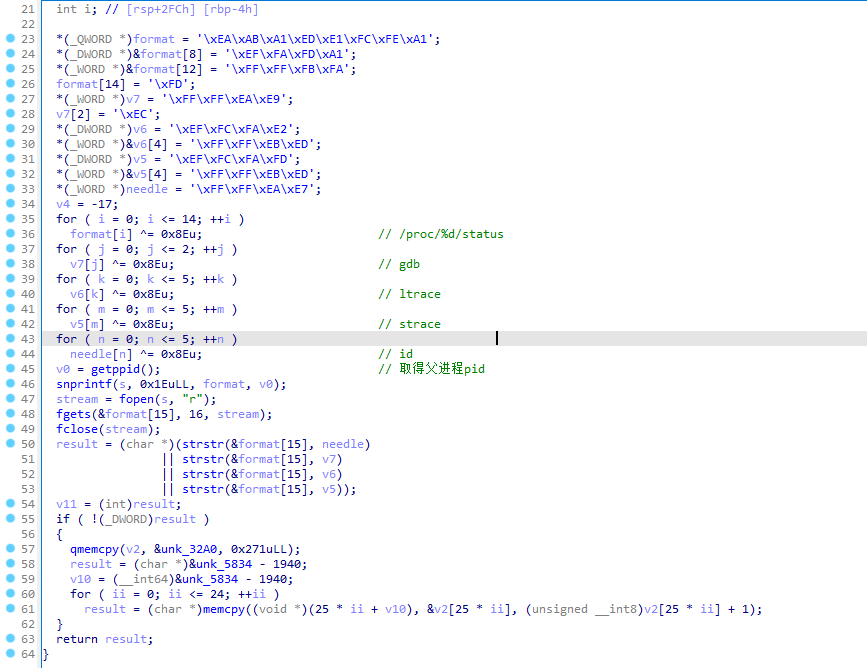 21 int i; // [rsp+2FCh] [rbp-4h]
22
23 *(_QWORD *)format = '\xEA\xAB\xA1\xED\xE1\xFC\xFE\xA1';
24 *(_DWORD *)&format[8] = '\xEF\xFA\xFD\xA1';
25 *(_WORD *)&format[12] = '\xFF\xFF\xFB\xFA';
26 format[14] = '\xFD';
27 *(_WORD *)v7 = '\xFF\xFF\xEA\xE9';
28 v7[2] = '\xEC';
29 *(_DWORD *)v6 = '\xEF\xFC\xFA\xE2';
30 *(_WORD *)&v6[4] = '\xFF\xFF\xEB\xED';
31 *(_DWORD *)v5 = '\xEF\xFC\xFA\xFD';
32 *(_WORD *)&v5[4] = '\xFF\xFF\xEB\xED';
33 *(_WORD *)needle = '\xFF\xFF\xEA\xE7';
34 v4 = -17;
35 for ( i = 0; i <= 14; ++i )
36 format[i] ^= 0x8Eu; // /proc/%d/status
37 for ( j = 0; j <= 2; ++j )
38 v7[j] ^= 0x8Eu; // gdb
39 for ( k = 0; k <= 5; ++k )
40 v6[k] ^= 0x8Eu; // ltrace
41 for ( m = 0; m <= 5; ++m )
42 v5[m] ^= 0x8Eu; // strace
43 for ( n = 0; n <= 5; ++n )
44 needle[n] ^= 0x8Eu; // id
45 v0 = getppid(); // 取得父进程pid
46 snprintf(s, 0x1EuLL, format, v0);
47 stream = fopen(s, "r");
48 fgets(&format[15], 16, stream);
49 fclose(stream);
50 result = (char *)(strstr(&format[15], needle)
51 || strstr(&format[15], v7)
52 || strstr(&format[15], v6)
53 || strstr(&format[15], v5));
54 v11 = (int)result;
55 if ( !(_DWORD)result )
56 {
57 qmemcpy(v2, &unk_32A0, 0x271uLL);
58 result = (char *)&unk_5834 - 1940;
59 v10 = (__int64)&unk_5834 - 1940;
60 for ( ii = 0; ii <= 24; ++ii )
61 result = (char *)memcpy((void *)(25 * ii + v10), &v2[25 * ii], (unsigned __int8)v2[25 * ii] + 1);
62 }
63 return result;
64 }